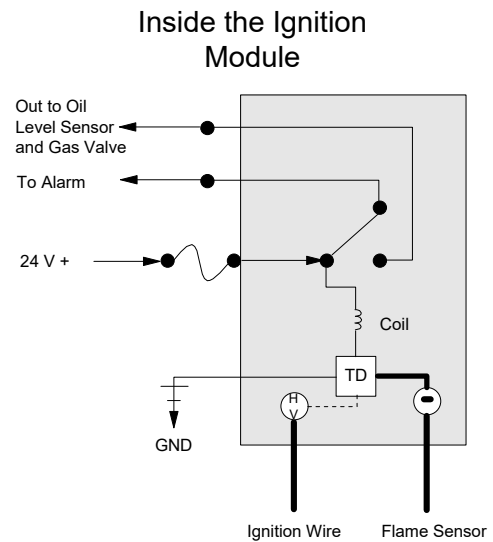 Inside the Ignition
Module
Out to Oil
Level Sensor
and Gas Valve
To Alarm
24 V +
Coil
TD
H
V
GND
Ignition Wire
Flame Sensor